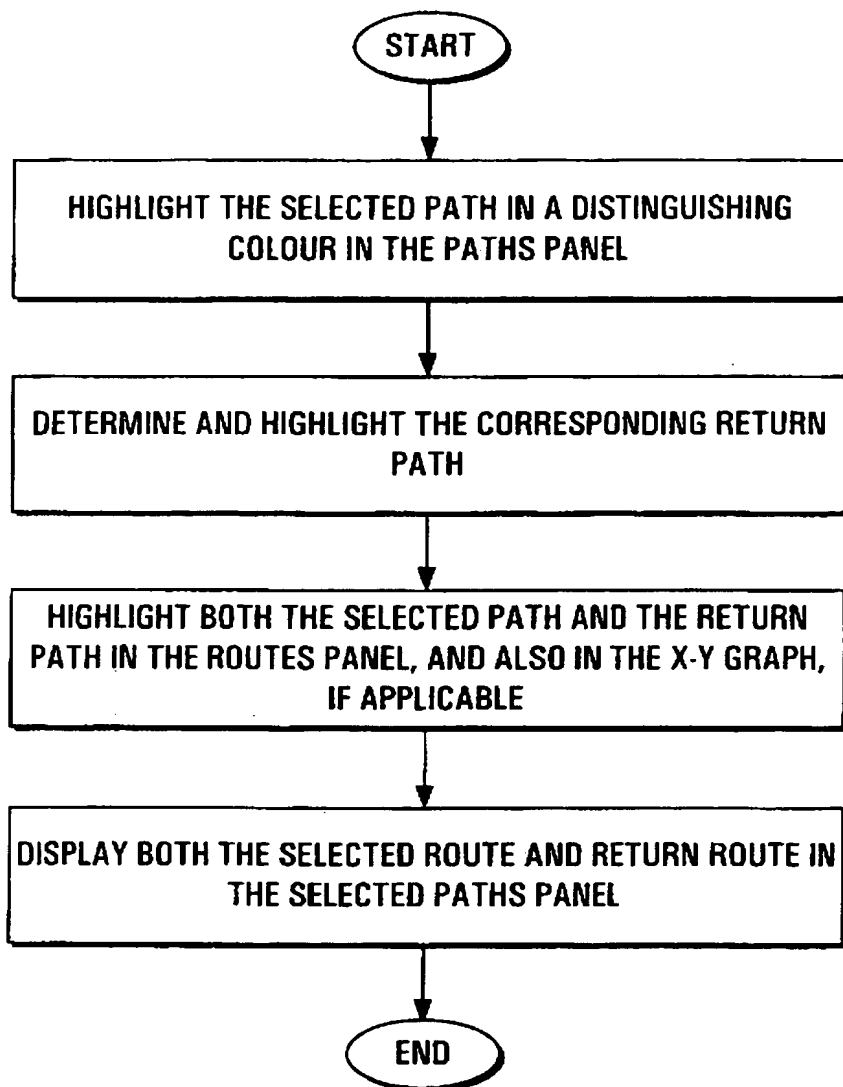 START
HIGHLIGHT THE SELECTED PATH IN A DISTINGUISHING
COLOUR IN THE PATHS PANEL
DETERMINE AND HIGHLIGHT THE CORRESPONDING RETURN
PATH
HIGHLIGHT BOTH THE SELECTED PATH AND THE RETURN
PATH IN THE ROUTES PANEL, AND ALSO IN THE X-Y GRAPH,
IF APPLICABLE
DISPLAY BOTH THE SELECTED ROUTE AND RETURN ROUTE IN
THE SELECTED PATHS PANEL
END